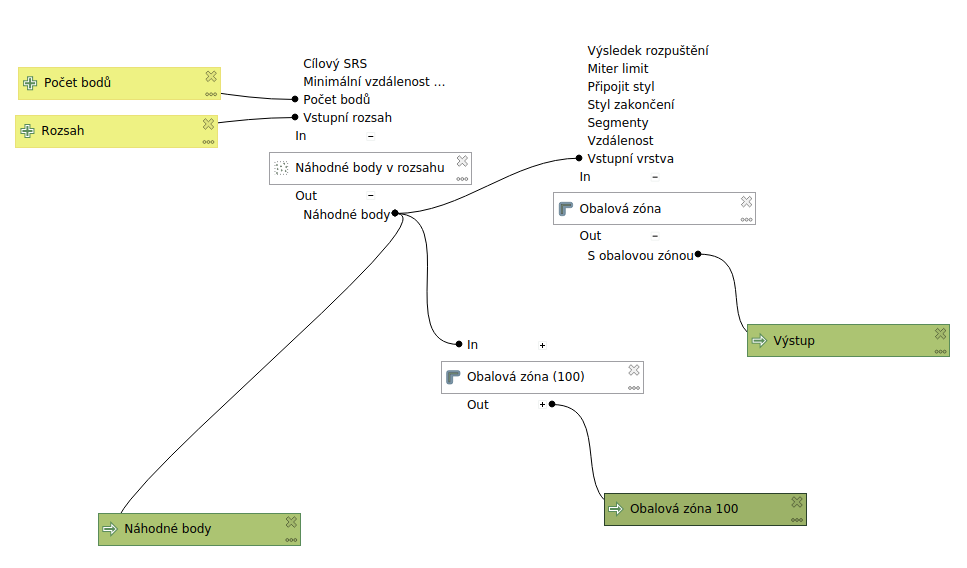 Počet bodů
Rozsah
Cílový SRS
Minimální vzdálenost ...
Počet bodů
Vstupní rozsah
In
Náhodné body v rozsahu
Out
Náhodné body
Výsledek rozpuštění
Miter limit
Připojit styl
Styl zakončení
Segmenty
Vzdálenost
Vstupní vrstva
In
Obalová zóna
Out
S obalovou zónou
Výstup
In
Obalová zóna (100)
Out
Obalová zóna 100
Náhodné body